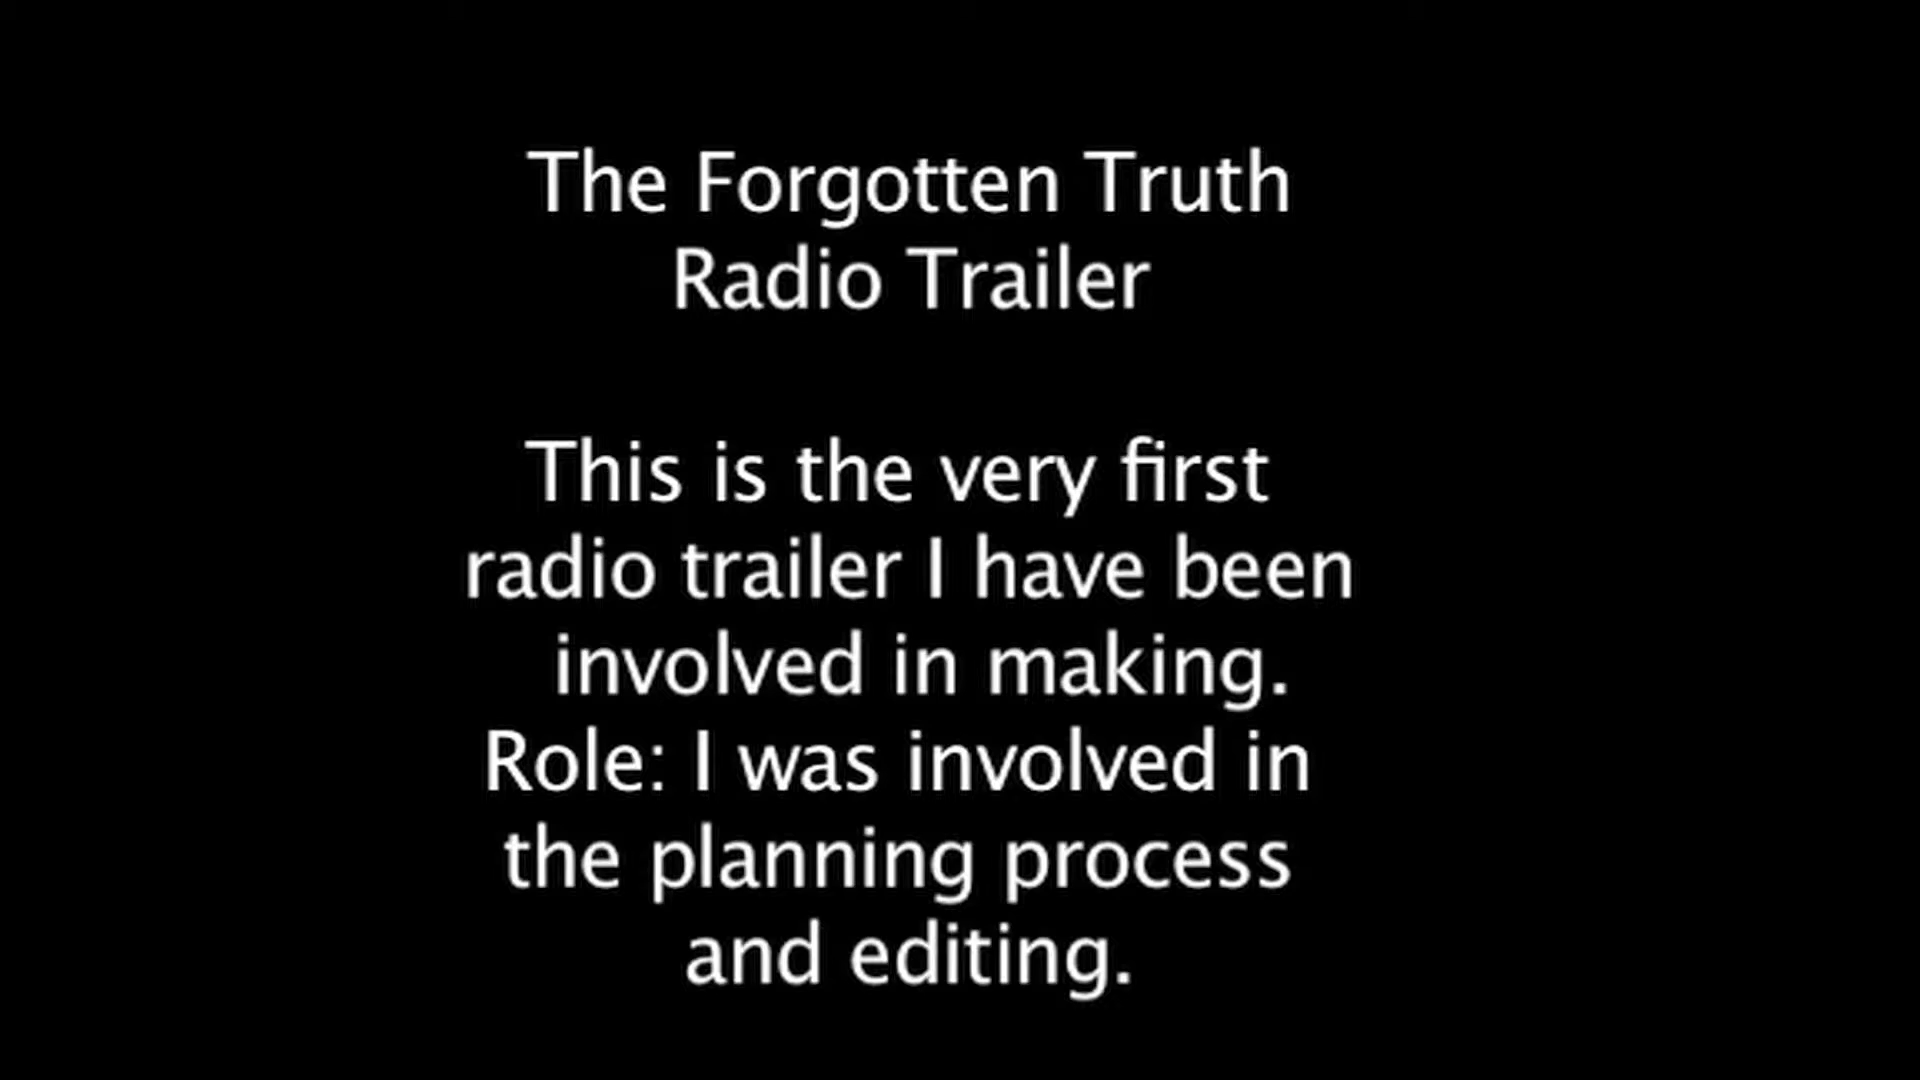 The Forgotten Truth
Radio Trailer
This is the very first
radio trailer I have been
involved in making.
Role: I was involved in
the planning process
and editing.